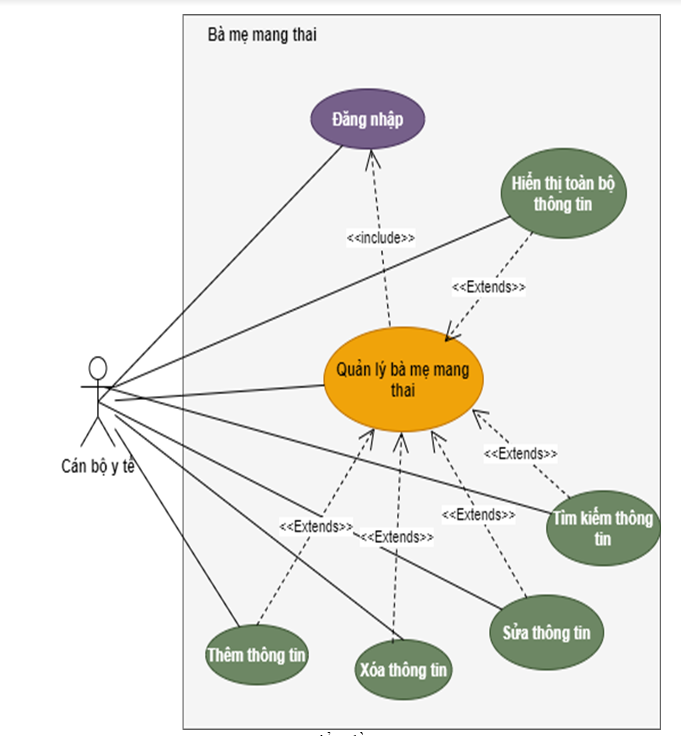 Bà mẹ mang thai
Đăng nhập
Hiển thị toàn bộ
thông tin
<<include>>
<<Extends>>
Quản lý bà mẹ mang
thai
Cán bộ y tế
<<Extends>>
<<Extends>>
<<Extends>>
<<Extends>>
Tìm kiếm thông
tin
Sửa thông tin
Thêm thông tin
Xóa thông tin